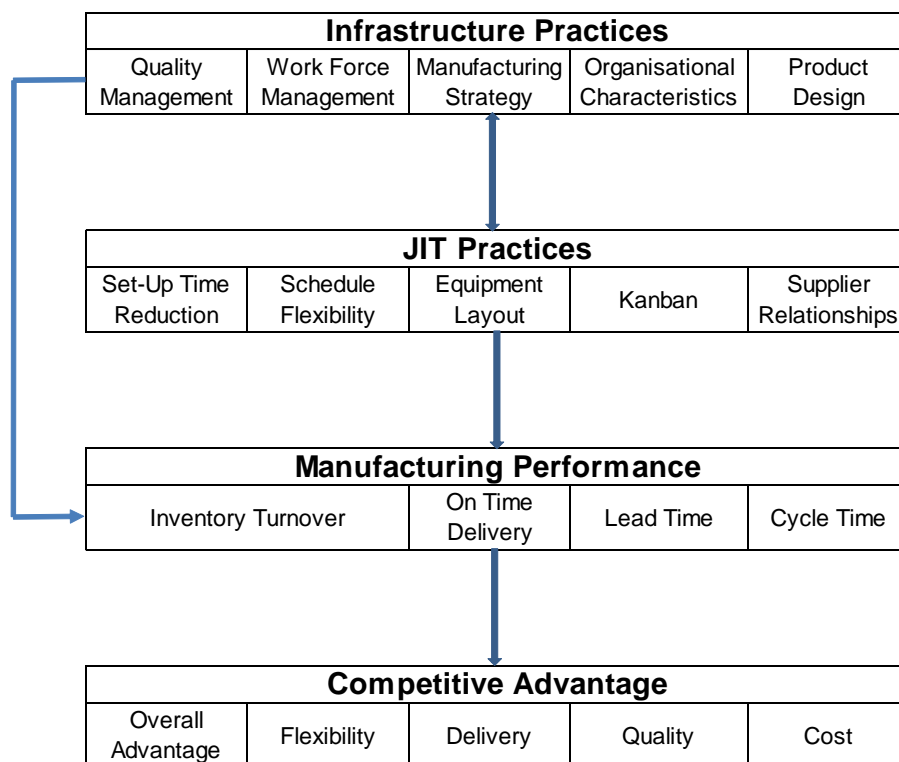 Infrastructure Practices
Quality Management
Work Force Management
Manufacturing Strategy
Organisational Characteristics
Product Design
JIT Practices
Set-Up Time Reduction
Schedule Flexibility
Equipment Layout
Kanban
Supplier Relationships
Manufacturing Performance
Inventory Turnover
On Time Delivery
Lead Time
Cycle Time
Competitive Advantage
Overall Advantage
Flexibility
Delivery
Quality
Cost